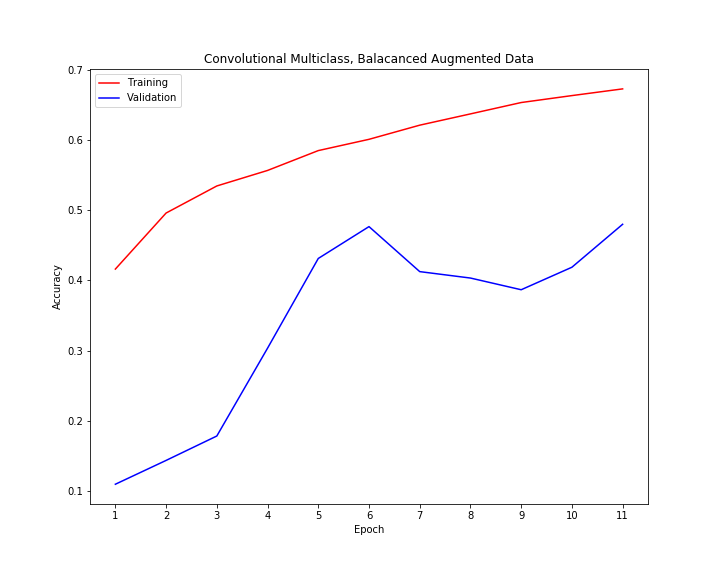 Convolutional Multiclass, Balacanced Augmented Data
Training
Validation
Accuracy
0.7
0.6
0.5
0.4
0.3
0.2
0.1
1 2 3 4 5 6 7 8 9 10 11
Epoch